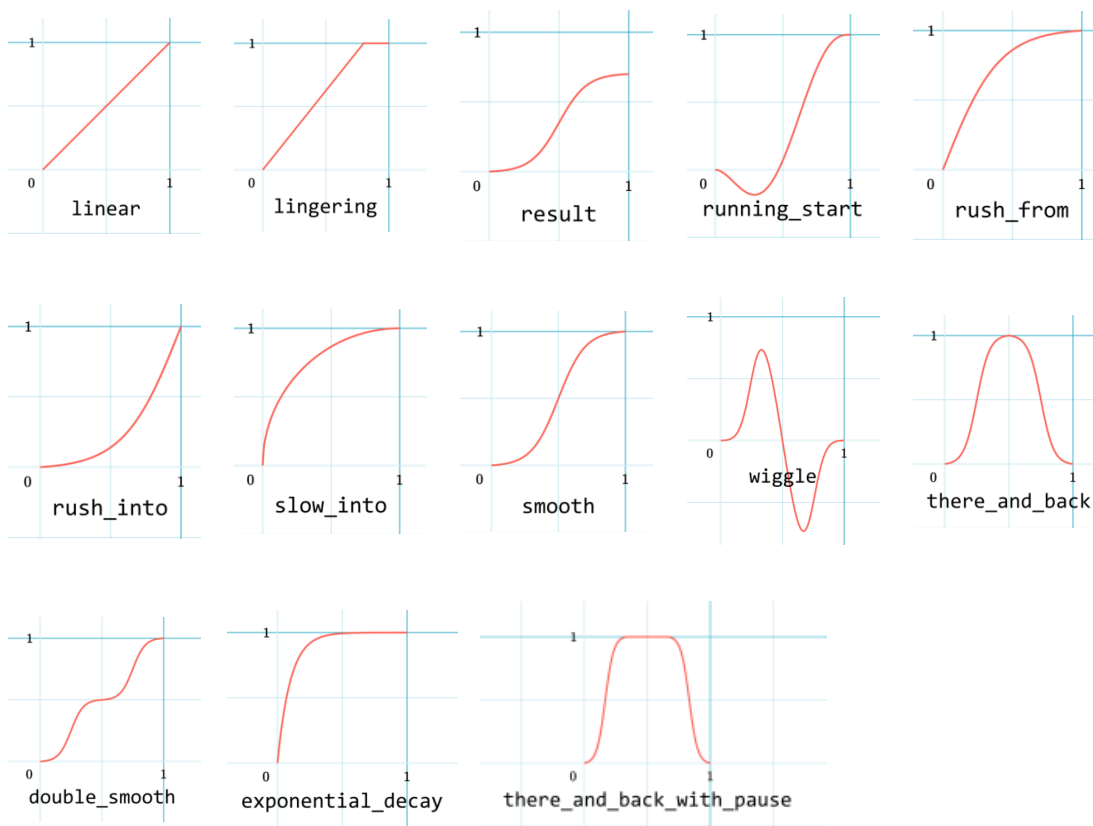 1
0 1
linear
1
0 1
lingering
1
0 1
result
1
0 1
running_start
1
0 1
rush_from
1
0 1
rush_into
1
0 1
slow_into
1
0 1
smooth
1
0 1
wiggle
1
0 1
there_and_back
1
0 1
double_smooth
1
0 1
exponential_decay
1
0 1
there_and_back_with_pause